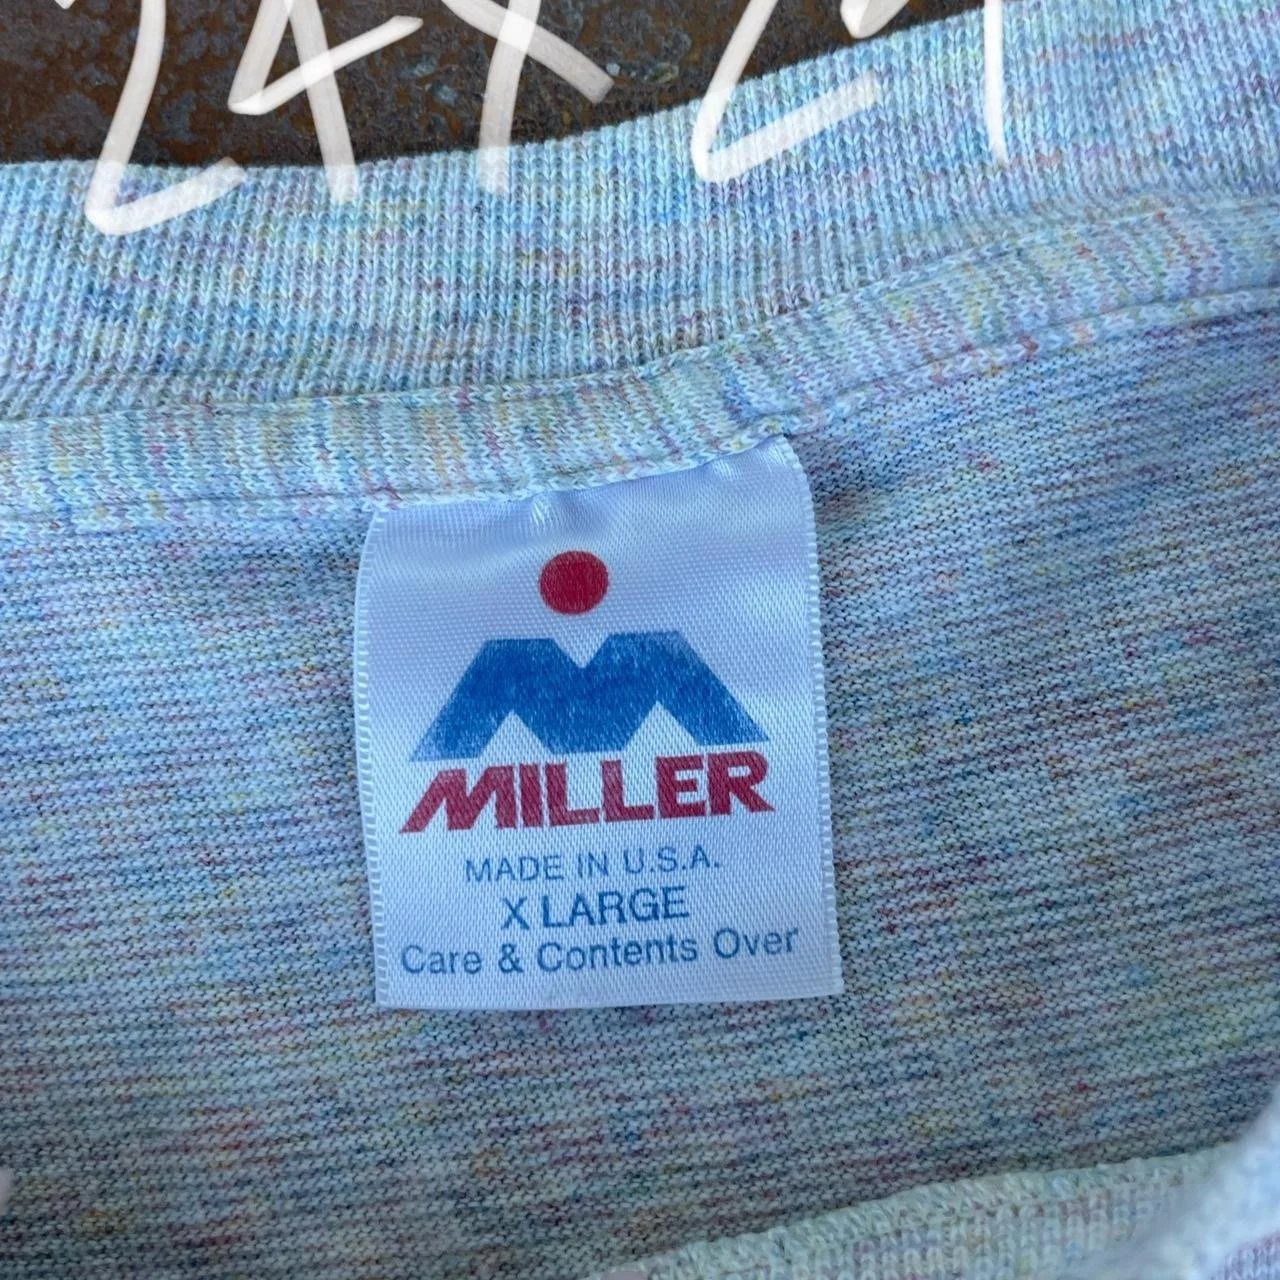 MILLER
MADE IN U.S.A.
X LARGE
Care & Contents Over